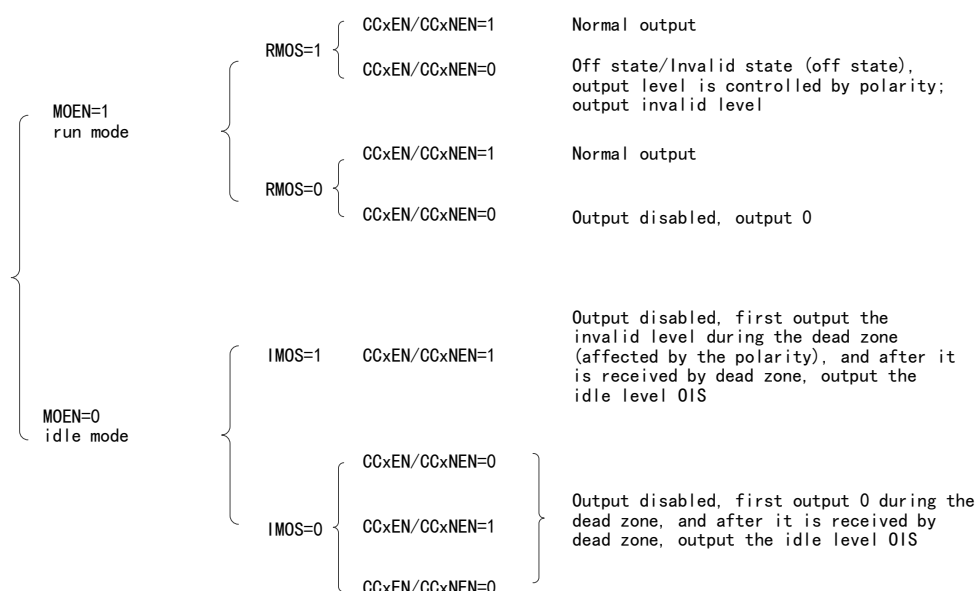 CCxEN/CCxNEN=1 Normal output
RMOS=1
CCxEN/CCxNEN=0 Off state/Invalid state (off state),
output level is controlled by polarity;
output invalid level
MOEN=1
run mode
CCxEN/CCxNEN=1 Normal output
RMOS=0
CCxEN/CCxNEN=0 Output disabled, output 0
Output disabled, first output the
invalid level during the dead zone
IMOS=1 CCxEN/CCxNEN=1 (affected by the polarity), and after it
is received by dead zone, output the
idle level OIS
MOEN=0
idle mode
CCxEN/CCxNEN=0
Output disabled, first output 0 during the
IMOS=0 CCxEN/CCxNEN=1 dead zone, and after it is received by
dead zone, output the idle level OIS
CCxEN/CCxNEN=0